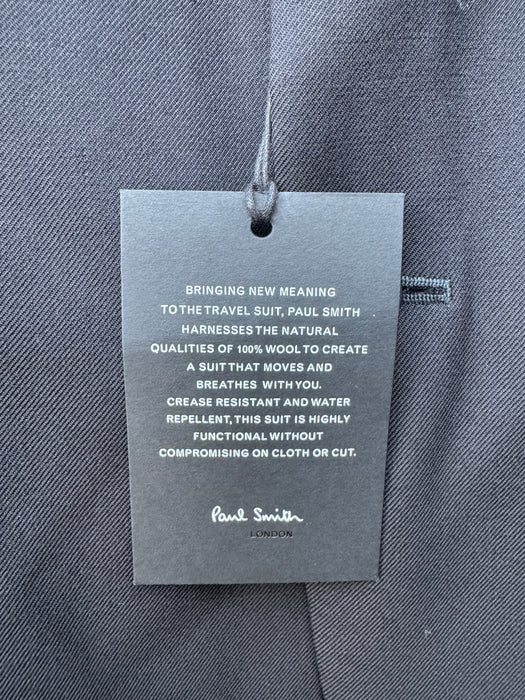 BRINGING NEW MEANING
TO THE TRAVEL SUIT, PAUL SMITH
HARNESSES THE NATURAL
QUALITIES OF 100% WOOL TO CREATE
A SUIT THAT MOVES AND
BREATHES WITH YOU.
CREASE RESISTANT AND WATER
REPELLENT, THIS SUIT IS HIGHLY
FUNCTIONAL WITHOUT
COMPROMISING ON CLOTH OR CUT.
Paul Smith
LONDON